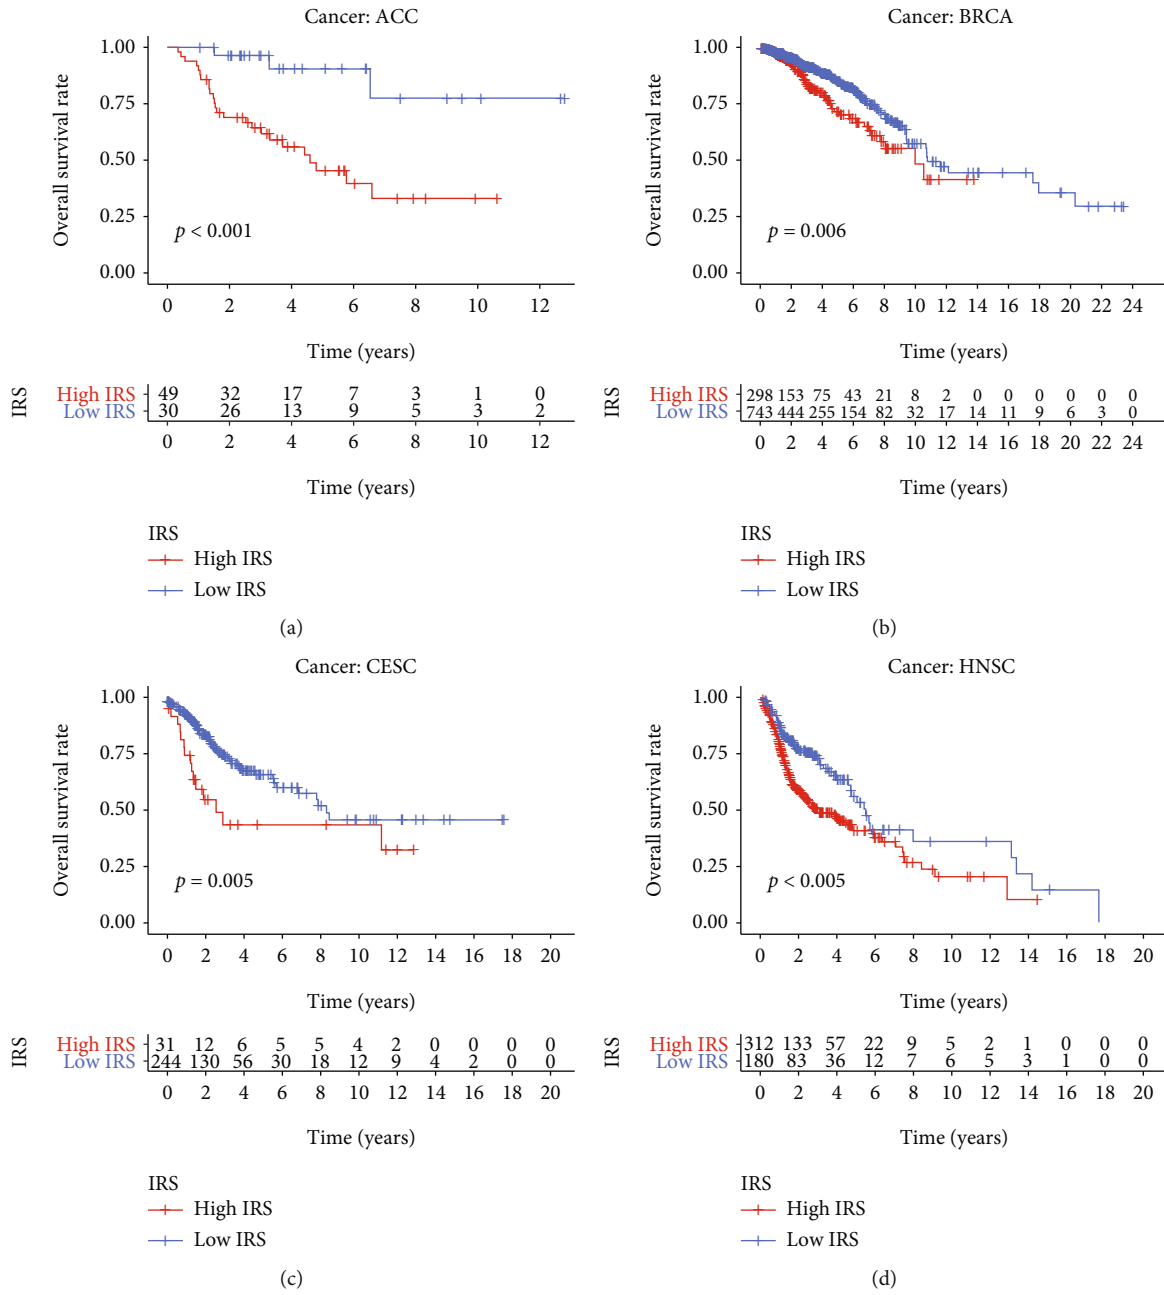 Cancer: ACC
Overall survival rate
1.00
0.75
0.50
0.25
0.00
p < 0.001
0 2 4 6 8 10 12
Time (years)
IRS
High IRS 49 32 17 7 3 1 0
Low IRS 30 26 13 9 5 3 2
0 2 4 6 8 10 12
Time (years)
IRS
High IRS
Low IRS
(a)
Cancer: BRCA
Overall survival rate
1.00
0.75
0.50
0.25
0.00
p = 0.006
0 2 4 6 8 10 12 14 16 18 20 22 24
Time (years)
IRS
High IRS 298 153 75 43 21 8 2 0 0 0 0 0 0
Low IRS 743 444 255 154 82 32 17 14 11 9 6 3 0
0 2 4 6 8 10 12 14 16 18 20 22 24
Time (years)
IRS
High IRS
Low IRS
(b)
Cancer: CESC
Overall survival rate
1.00
0.75
0.50
0.25
0.00
p = 0.005
0 2 4 6 8 10 12 14 16 18 20
Time (years)
IRS
High IRS 31 12 6 5 5 4 2 0 0 0 0
Low IRS 244 130 56 30 18 12 9 4 2 0 0
0 2 4 6 8 10 12 14 16 18 20
Time (years)
IRS
High IRS
Low IRS
(c)
Cancer: HNSC
Overall survival rate
1.00
0.75
0.50
0.25
0.00
p < 0.005
0 2 4 6 8 10 12 14 16 18 20
Time (years)
IRS
High IRS 312 133 57 22 9 5 2 1 0 0 0
Low IRS 180 83 36 12 7 6 5 3 1 0 0
0 2 4 6 8 10 12 14 16 18 20
Time (years)
IRS
High IRS
Low IRS
(d)